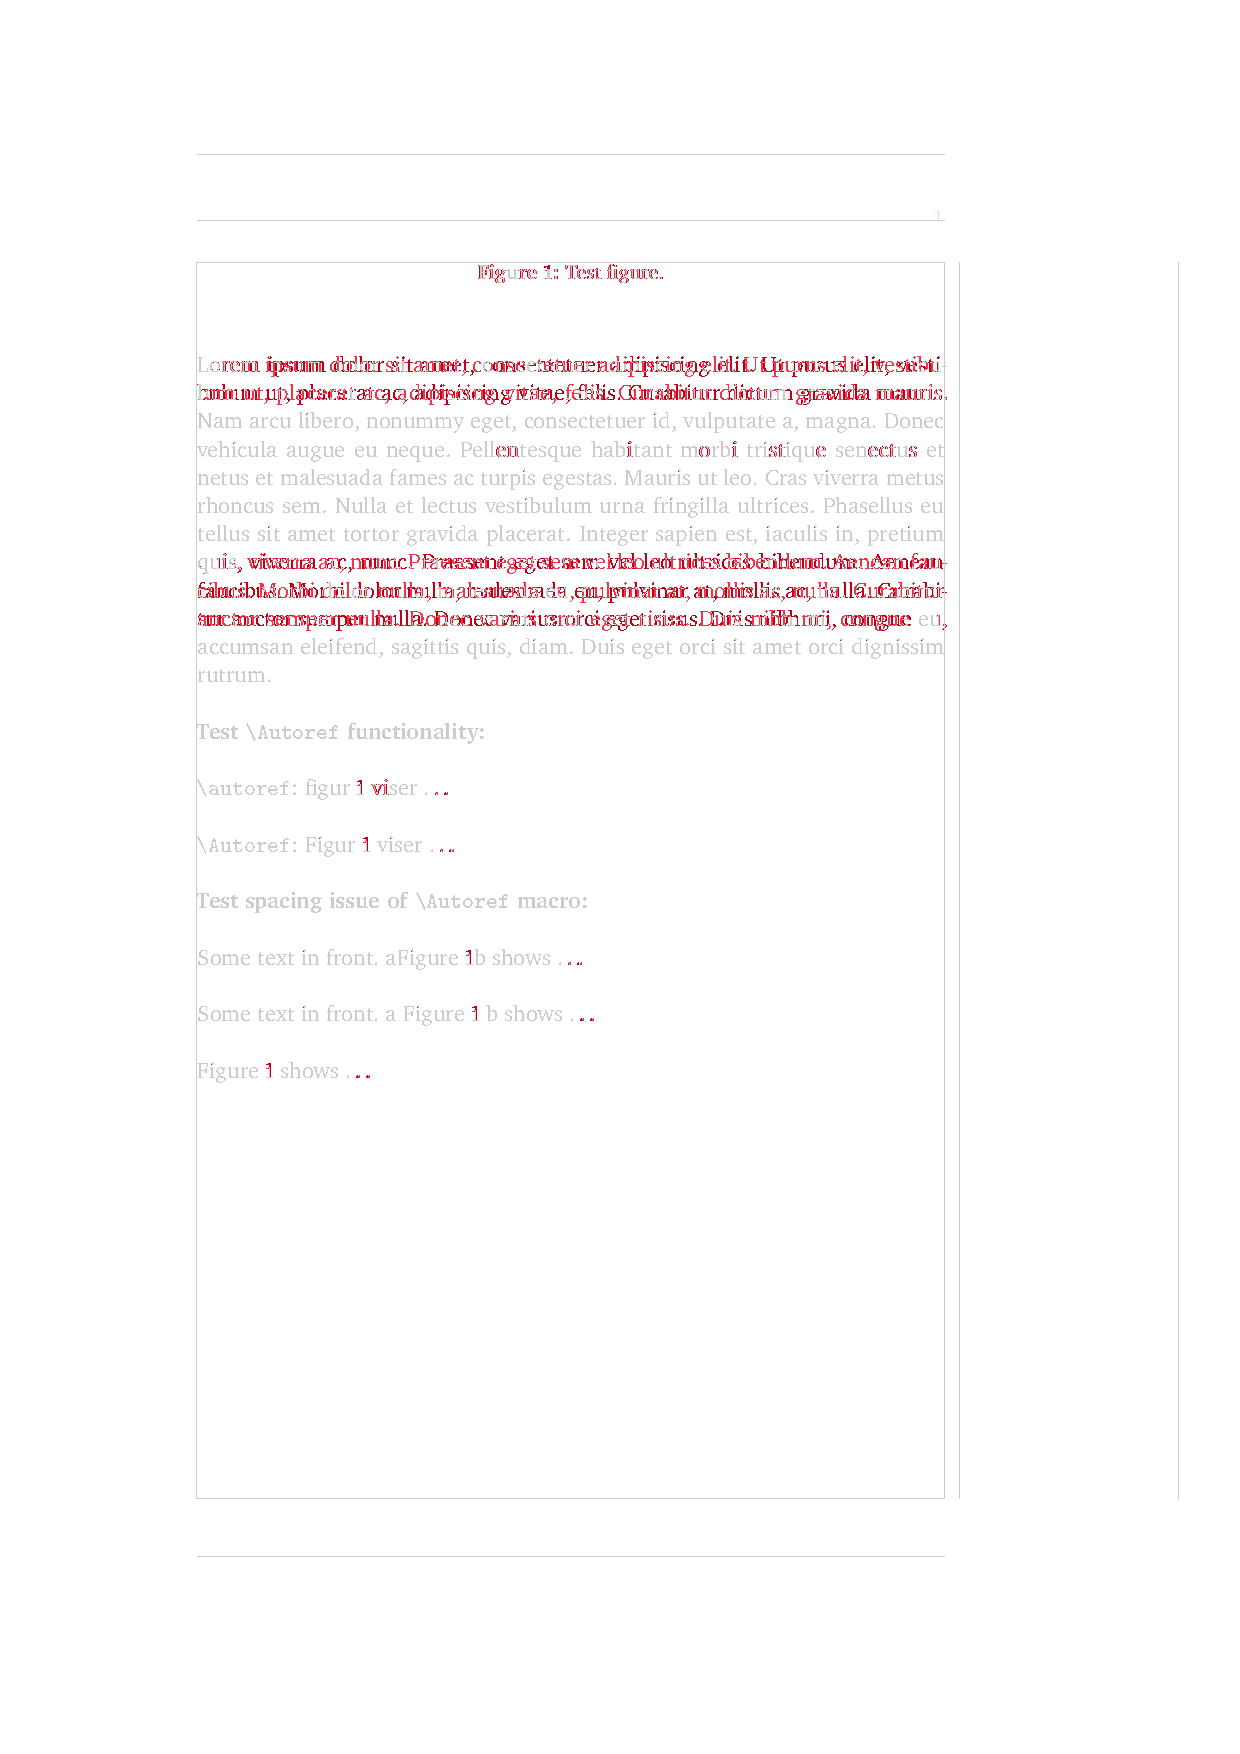 1
Figure 1: Test figure.
Lorem ipsum dolor sit amet, consectetuer adipiscing elit. Ut purus elit, vesti-
bulum ut, placerat ac, adipiscing vitae, felis. Curabitur dictum gravida mauris.
Nam arcu libero, nonummy eget, consectetuer id, vulputate a, magna. Donec
vehicula augue eu neque. Pellentesque habitant morbi tristique senectus et
netus et malesuada fames ac turpis egestas. Mauris ut leo. Cras viverra metus
rhoncus sem. Nulla et lectus vestibulum urna fringilla ultrices. Phasellus eu
tellus sit amet tortor gravida placerat. Integer sapien est, iaculis in, pretium
quis, viverra ac, nunc. Praesent eget sem vel leo ultrices bibendum. Aenean
faucibus. Morbi dolor nulla, malesuada eu, pulvinar at, mollis ac, nulla. Curabi-
tur auctor semper nulla. Donec varius orci eget risus. Duis nibh mi, congue eu,
accumsan eleifend, sagittis quis, diam. Duis eget orci sit amet orci dignissim
rutrum.
Test \Autoref functionality:
\autoref: figur 1 viser ...
\Autoref: Figur 1 viser ...
Test spacing issue of \Autoref macro:
Some text in front. aFigure 1b shows ...
Some text in front. a Figure 1 b shows ...
Figure 1 shows ...